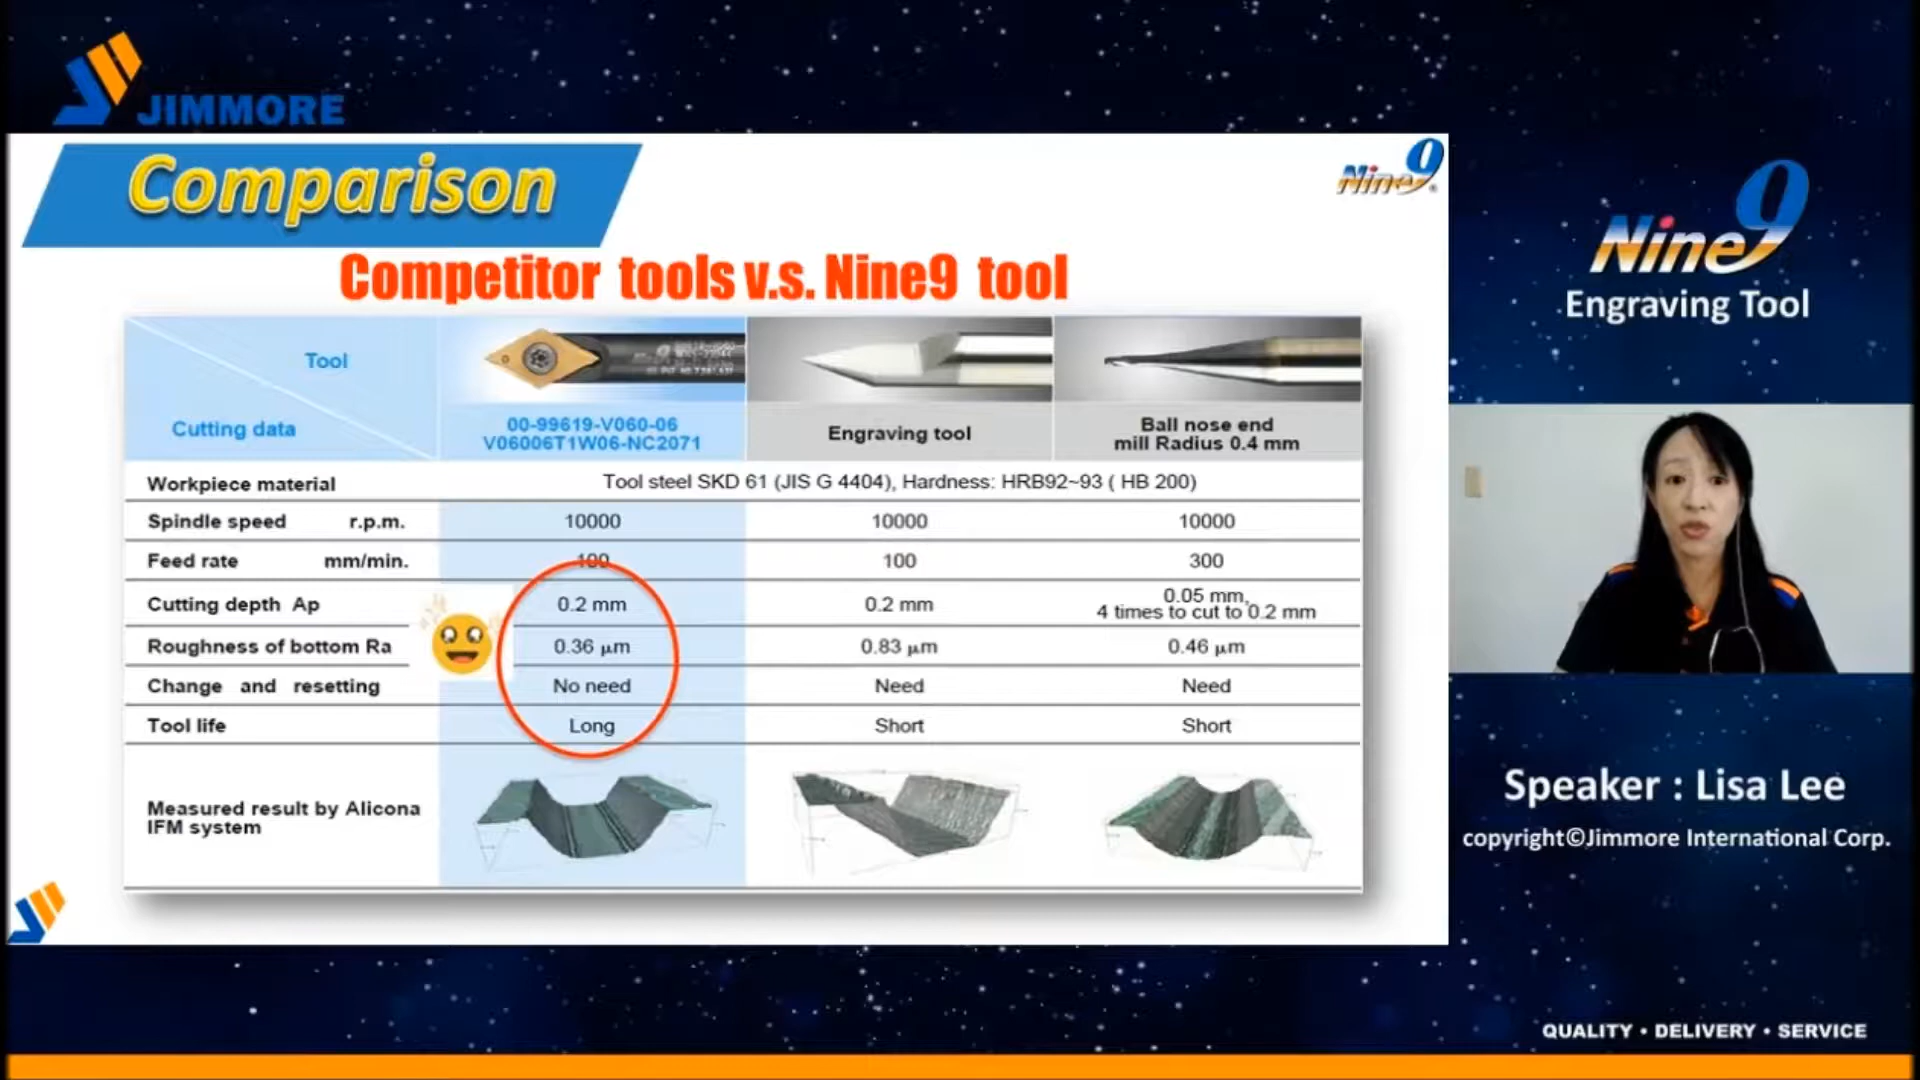 JIMMORE
Comparison
Nine9
Competitor tools v.s. Nine9 tool
Tool
Cutting data
00-99619-V060-06
V06006T1W06-NC2071
Engraving tool
Ball nose end
mill Radius 0.4 mm
Workpiece material Tool steel SKD 61 (JIS G 4404), Hardness: HRB92~93 ( HB 200)
Spindle speed r.p.m. 10000 10000 10000
Feed rate mm/min. 100 100 300
Cutting depth Ap 0.2 mm 0.2 mm 0.05 mm,
4 times to cut to 0.2 mm
Roughness of bottom Ra 0.36 μm 0.83 μm 0.46 μm
Change and resetting No need Need Need
Tool life Long Short Short
Measured result by Alicona
IFM system
Nine9
Engraving Tool
Speaker : Lisa Lee
copyright©Jimmore International Corp.
QUALITY • DELIVERY • SERVICE